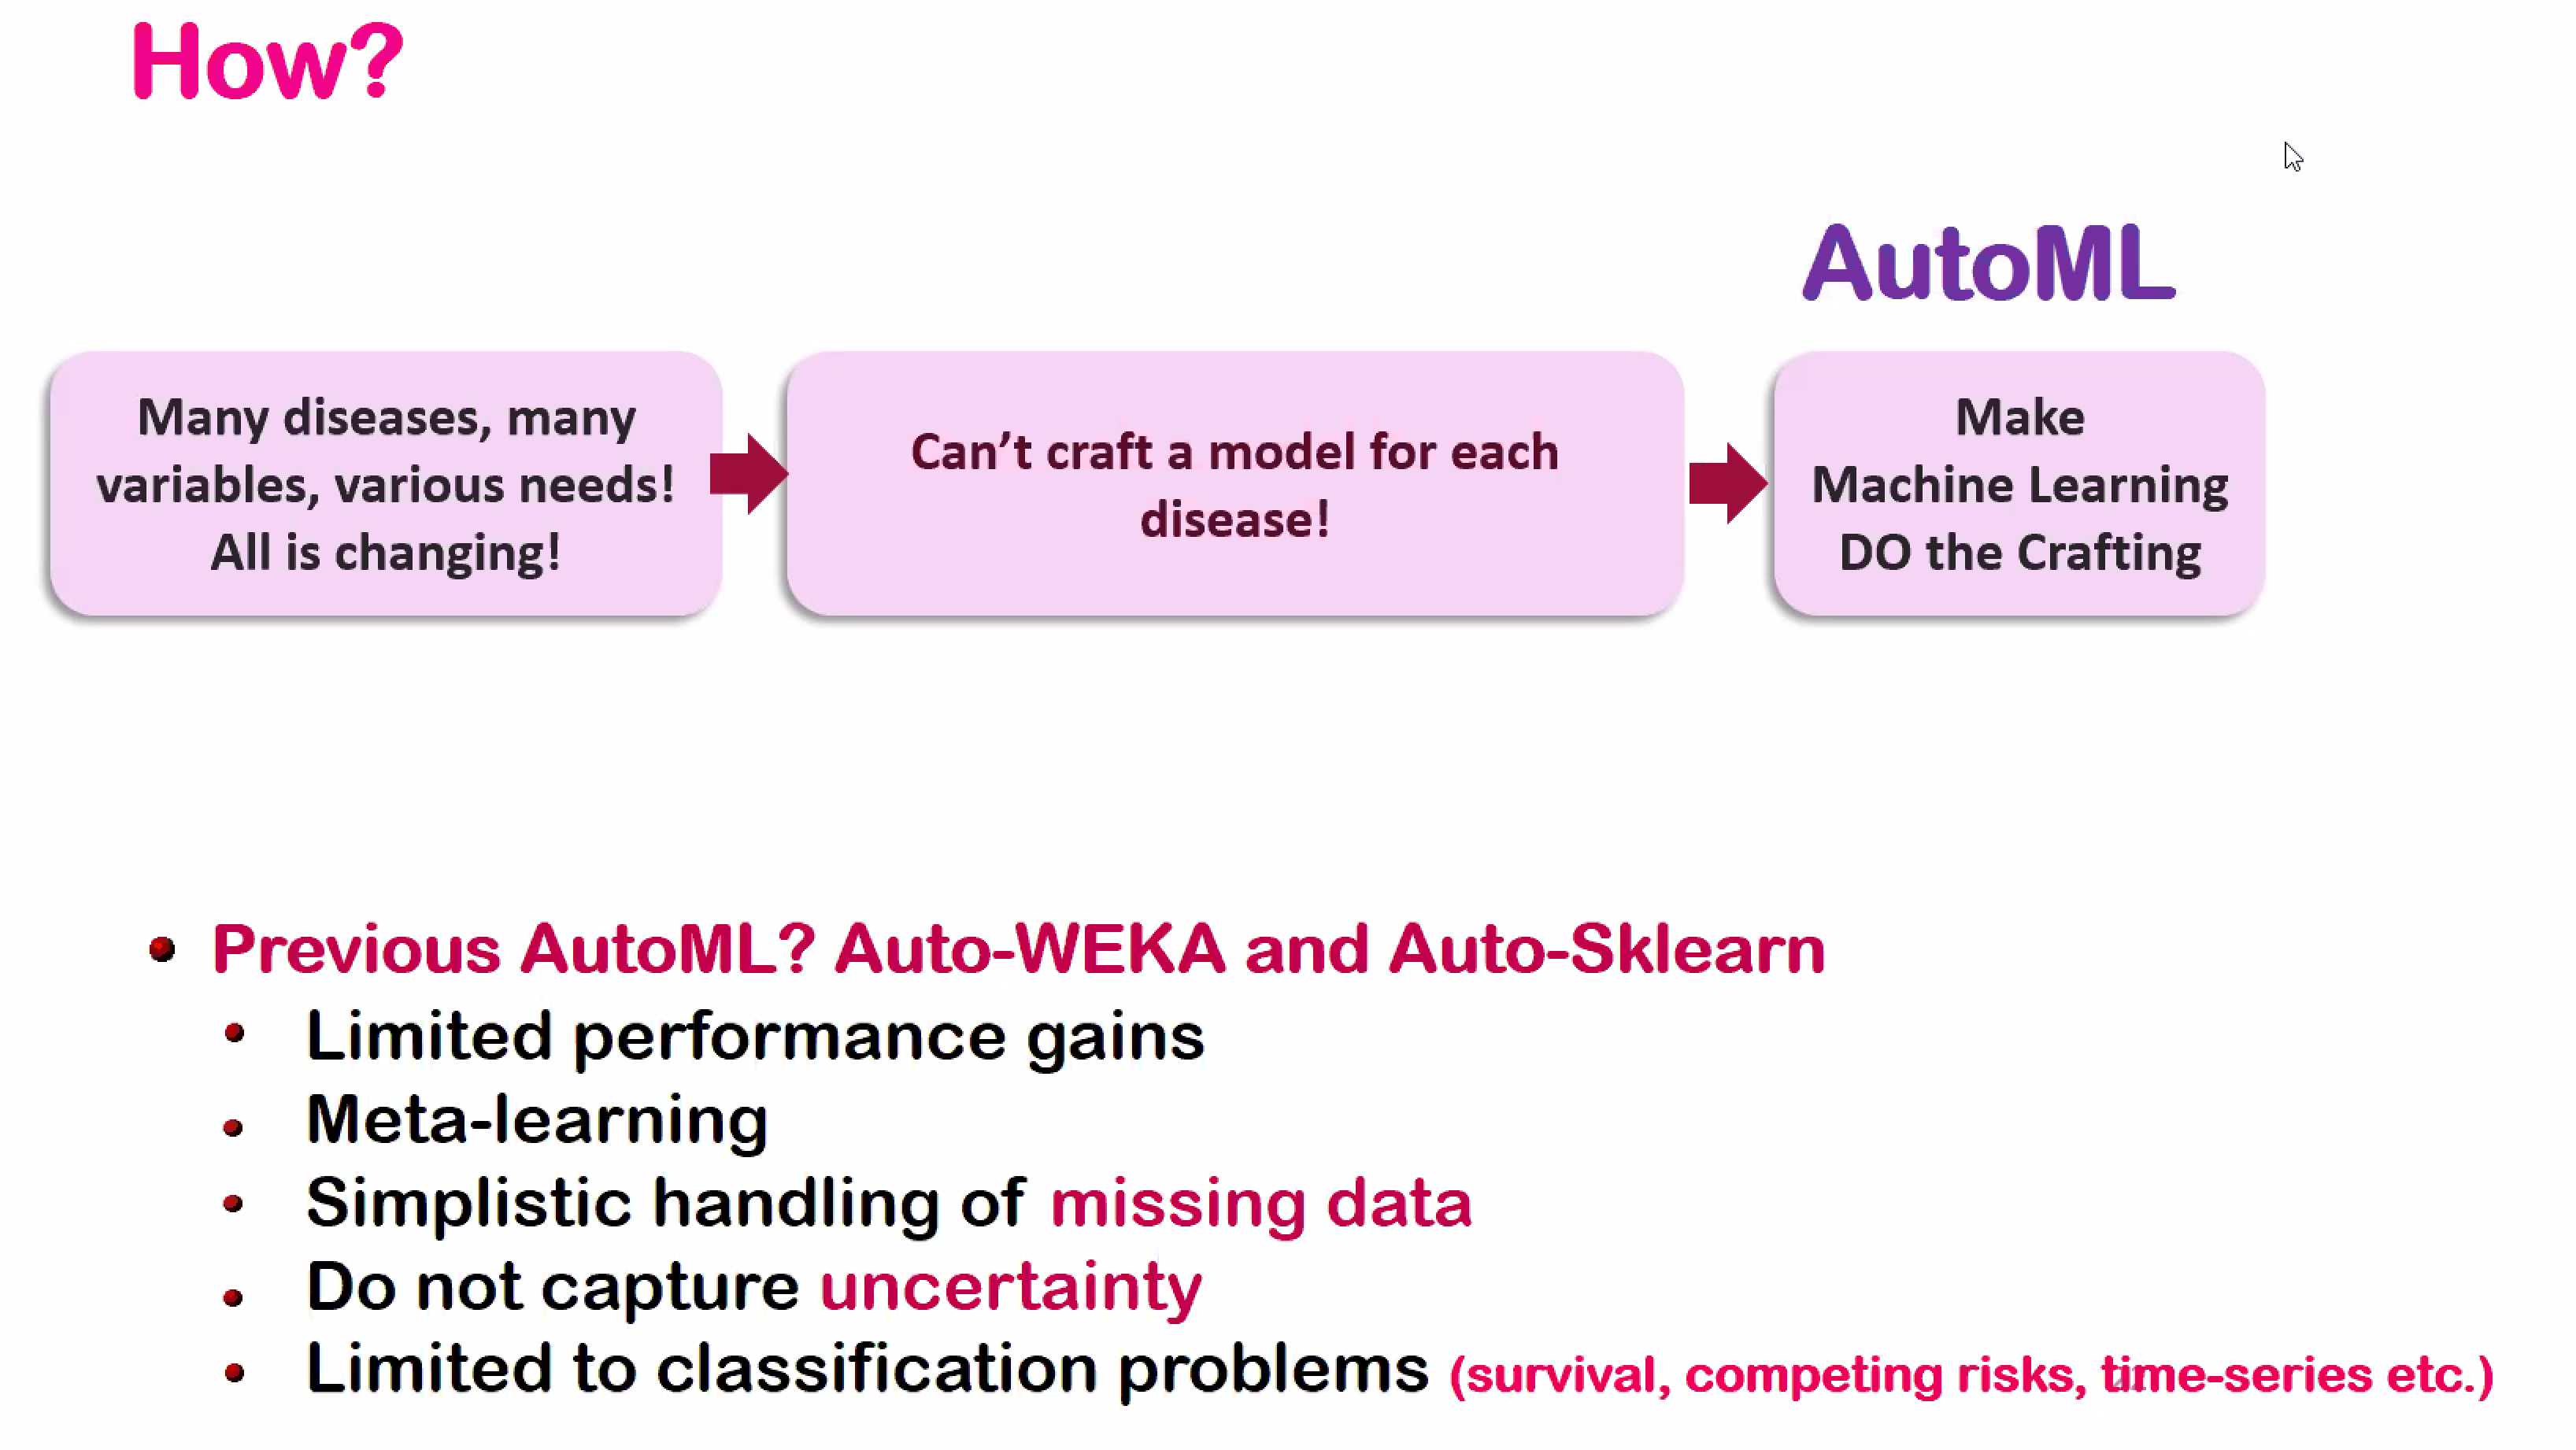 How?
AutoML
Many diseases, many
variables, various needs!
All is changing!
Can't craft a model for each
disease!
Make
Machine Learning
DO the Crafting
Previous AutoML? Auto-WEKA and Auto-Sklearn
Limited performance gains
Meta-learning
Simplistic handling of missing data
Do not capture uncertainty
Limited to classification problems (survival, competing risks, time-series etc.)